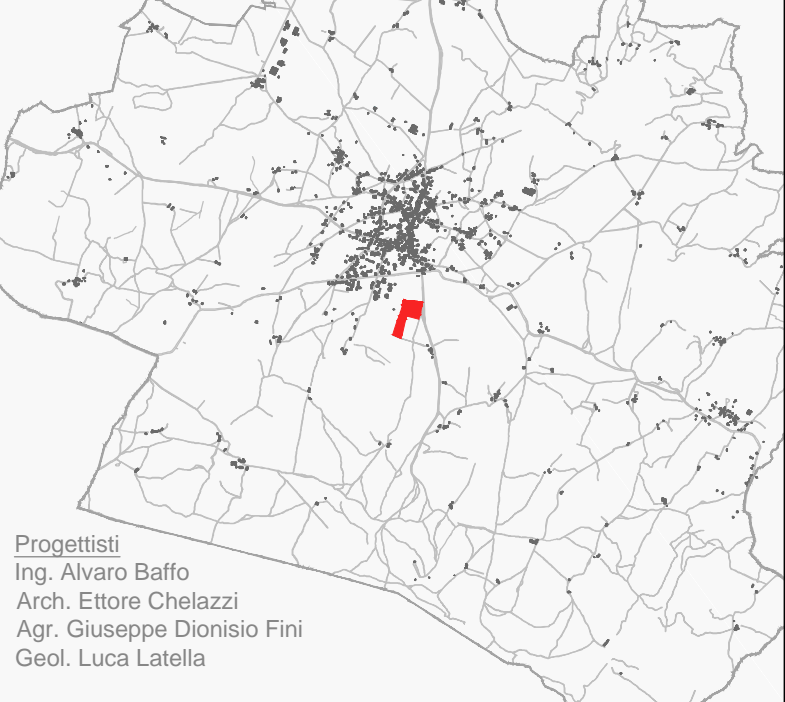 Progettisti
Ing. Alvaro Baffo
Arch. Ettore Chelazzi
Agr. Giuseppe Dionisio Fini
Geol. Luca Latella